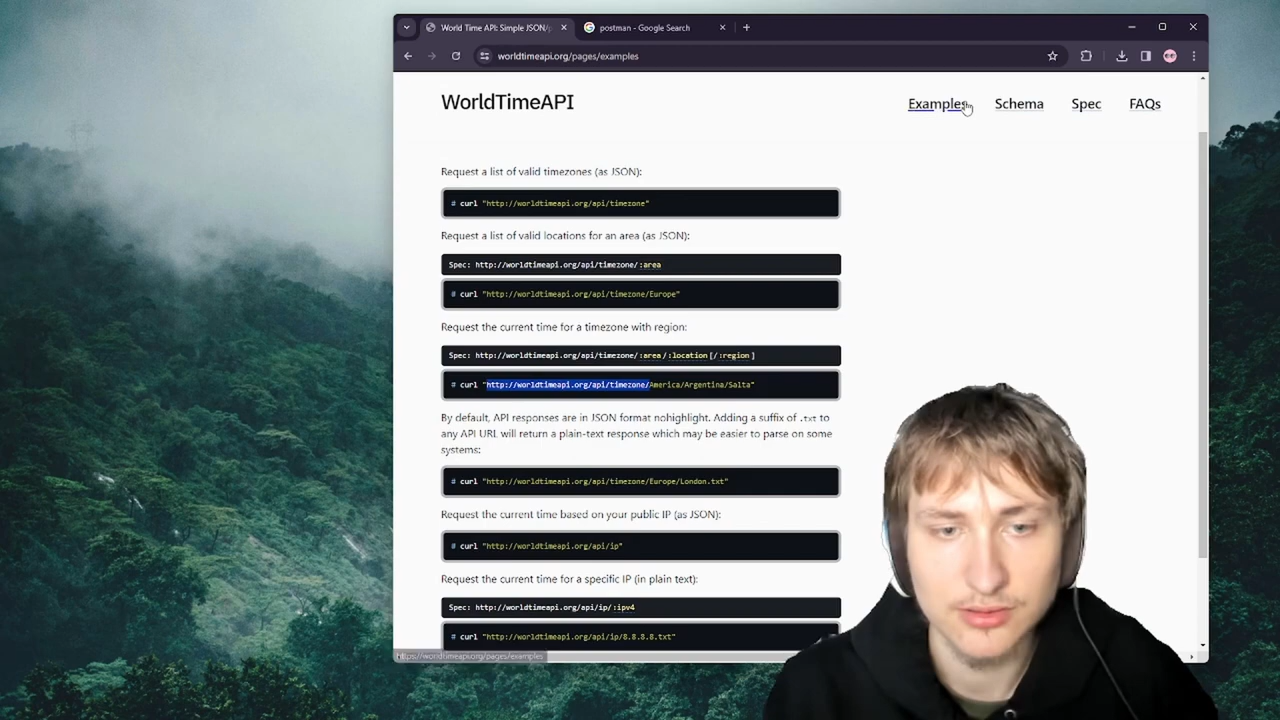 World Time API: Simple JSON/p
postman - Google Search
worldtimeapi.org/pages/examples
WorldTimeAPI
Examples
Schema
Spec
FAQs
Request a list of valid timezones (as JSON):
# curl "http://worldtimeapi.org/api/timezone"
Request a list of valid locations for an area (as JSON):
Spec: http://worldtimeapi.org/api/timezone/:area
# curl "http://worldtimeapi.org/api/timezone/Europe"
Request the current time for a timezone with region:
Spec: http://worldtimeapi.org/api/timezone/:area/:location[/:region]
# curl "http://worldtimeapi.org/api/timezone/America/Argentina/Salta"
By default, API responses are in JSON format nohighlight. Adding a suffix of .txt to
any API URL will return a plain-text response which may be easier to parse on some
systems:
# curl "http://worldtimeapi.org/api/timezone/Europe/London.txt"
Request the current time based on your public IP (as JSON):
# curl "http://worldtimeapi.org/api/ip"
Request the current time for a specific IP (in plain text):
Spec: http://worldtimeapi.org/api/ip/:ipv4
# curl "http://worldtimeapi.org/api/ip/8.8.8.8.txt"
https://worldtimeapi.org/pages/examples